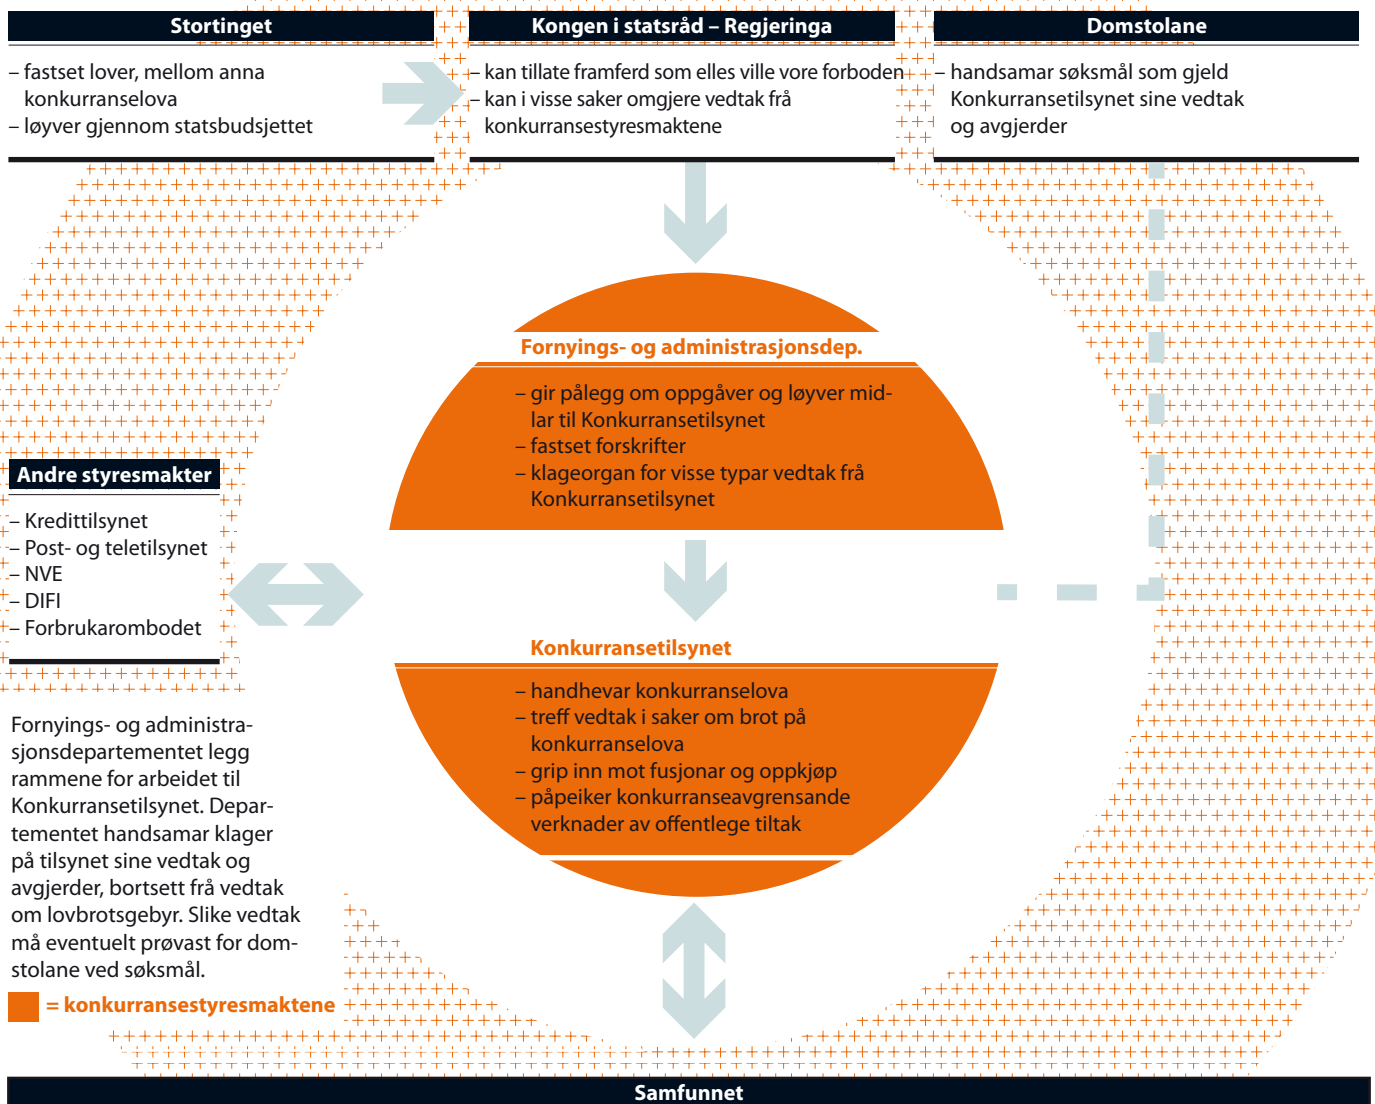 Stortinget
– fastset lover, mellom anna
konkurranselova
– løyver gjennom statsbudsjettet
Kongen i statsråd – Regjeringa
– kan tillate framferd som elles ville vore forboden
– kan i visse saker omgjere vedtak frå
konkurransestyresmaktene
Domstolane
– handsamar søksmål som gjeld
Konkurransetilsynet sine vedtak
og avgjerder
Fornyings- og administrasjonsdep.
– gir pålegg om oppgåver og løyver mid-
lar til Konkurransetilsynet
– fastset forskrifter
– klageorgan for visse typar vedtak frå
Konkurransetilsynet
Andre styresmakter
– Kredittilsynet
– Post- og teletilsynet
– NVE
– DIFI
– Forbrukarombodet
Konkurransetilsynet
– handhevar konkurranselova
– treff vedtak i saker om brot på
konkurranselova
– grip inn mot fusjonar og oppkjøp
– påpeiker konkurranseavgrensande
verknader av offentlege tiltak
Fornyings- og administra-
sjonsdepartementet legg
rammene for arbeidet til
Konkurransetilsynet. Depar-
tementet handsamar klager
på tilsynet sine vedtak og
avgjerder, bortsett frå vedtak
om lovbrotsgebyr. Slike vedtak
må eventuelt prøvast for dom-
stolane ved søksmål.
= konkurransestyresmaktene
Samfunnet